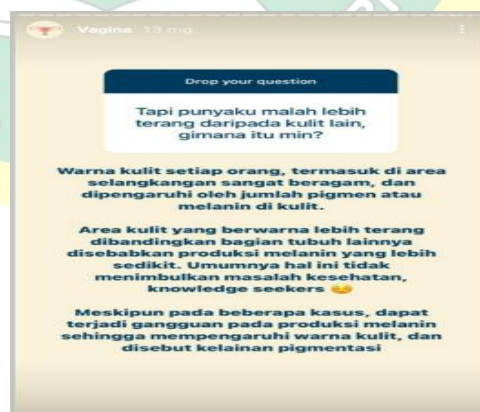 Vagina 13 mg
Drop your question
Tapi punyaku malah lebih
terang daripada kulit lain,
gimana itu min?
Warna kulit setiap orang, termasuk di area
selangkangan sangat beragam, dan
dipengaruhi oleh jumlah pigmen atau
melanin di kulit.
Area kulit yang berwarna lebih terang
dibandingkan bagian tubuh lainnya
disebabkan produksi melanin yang lebih
sedikit. Umumnya hal ini tidak
menimbulkan masalah kesehatan,
knowledge seekers 😊
Meskipun pada beberapa kasus, dapat
terjadi gangguan pada produksi melanin
sehingga mempengaruhi warna kulit, dan
disebut kelainan pigmentasi